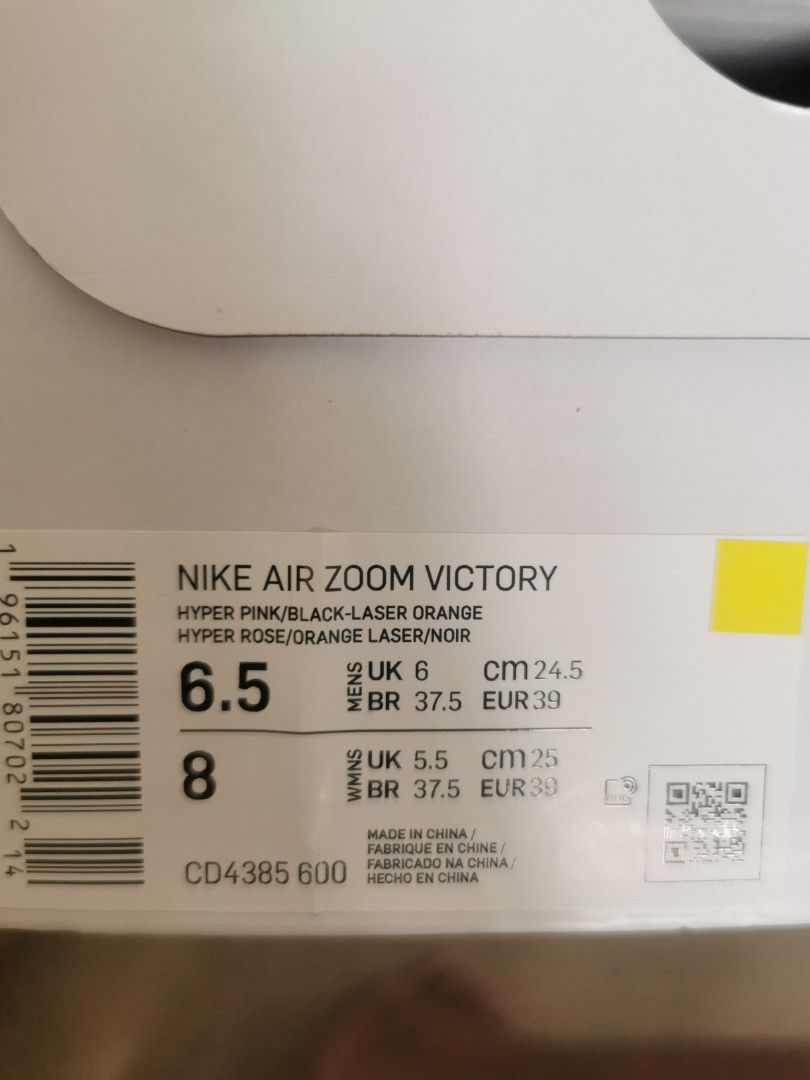 NIKE AIR ZOOM VICTORY
HYPER PINK/BLACK-LASER ORANGE
HYPER ROSE/ORANGE LASER/NOIR
6.5 MENS UK 6 cm 24.5
BR 37.5 EUR 39
8 WMNS UK 5.5 cm 25
BR 37.5 EUR 39
CD4385 600
MADE IN CHINA /
FABRIQUE EN CHINE /
FABRICADO NA CHINA /
HECHO EN CHINA
1 96151 80702 2 14